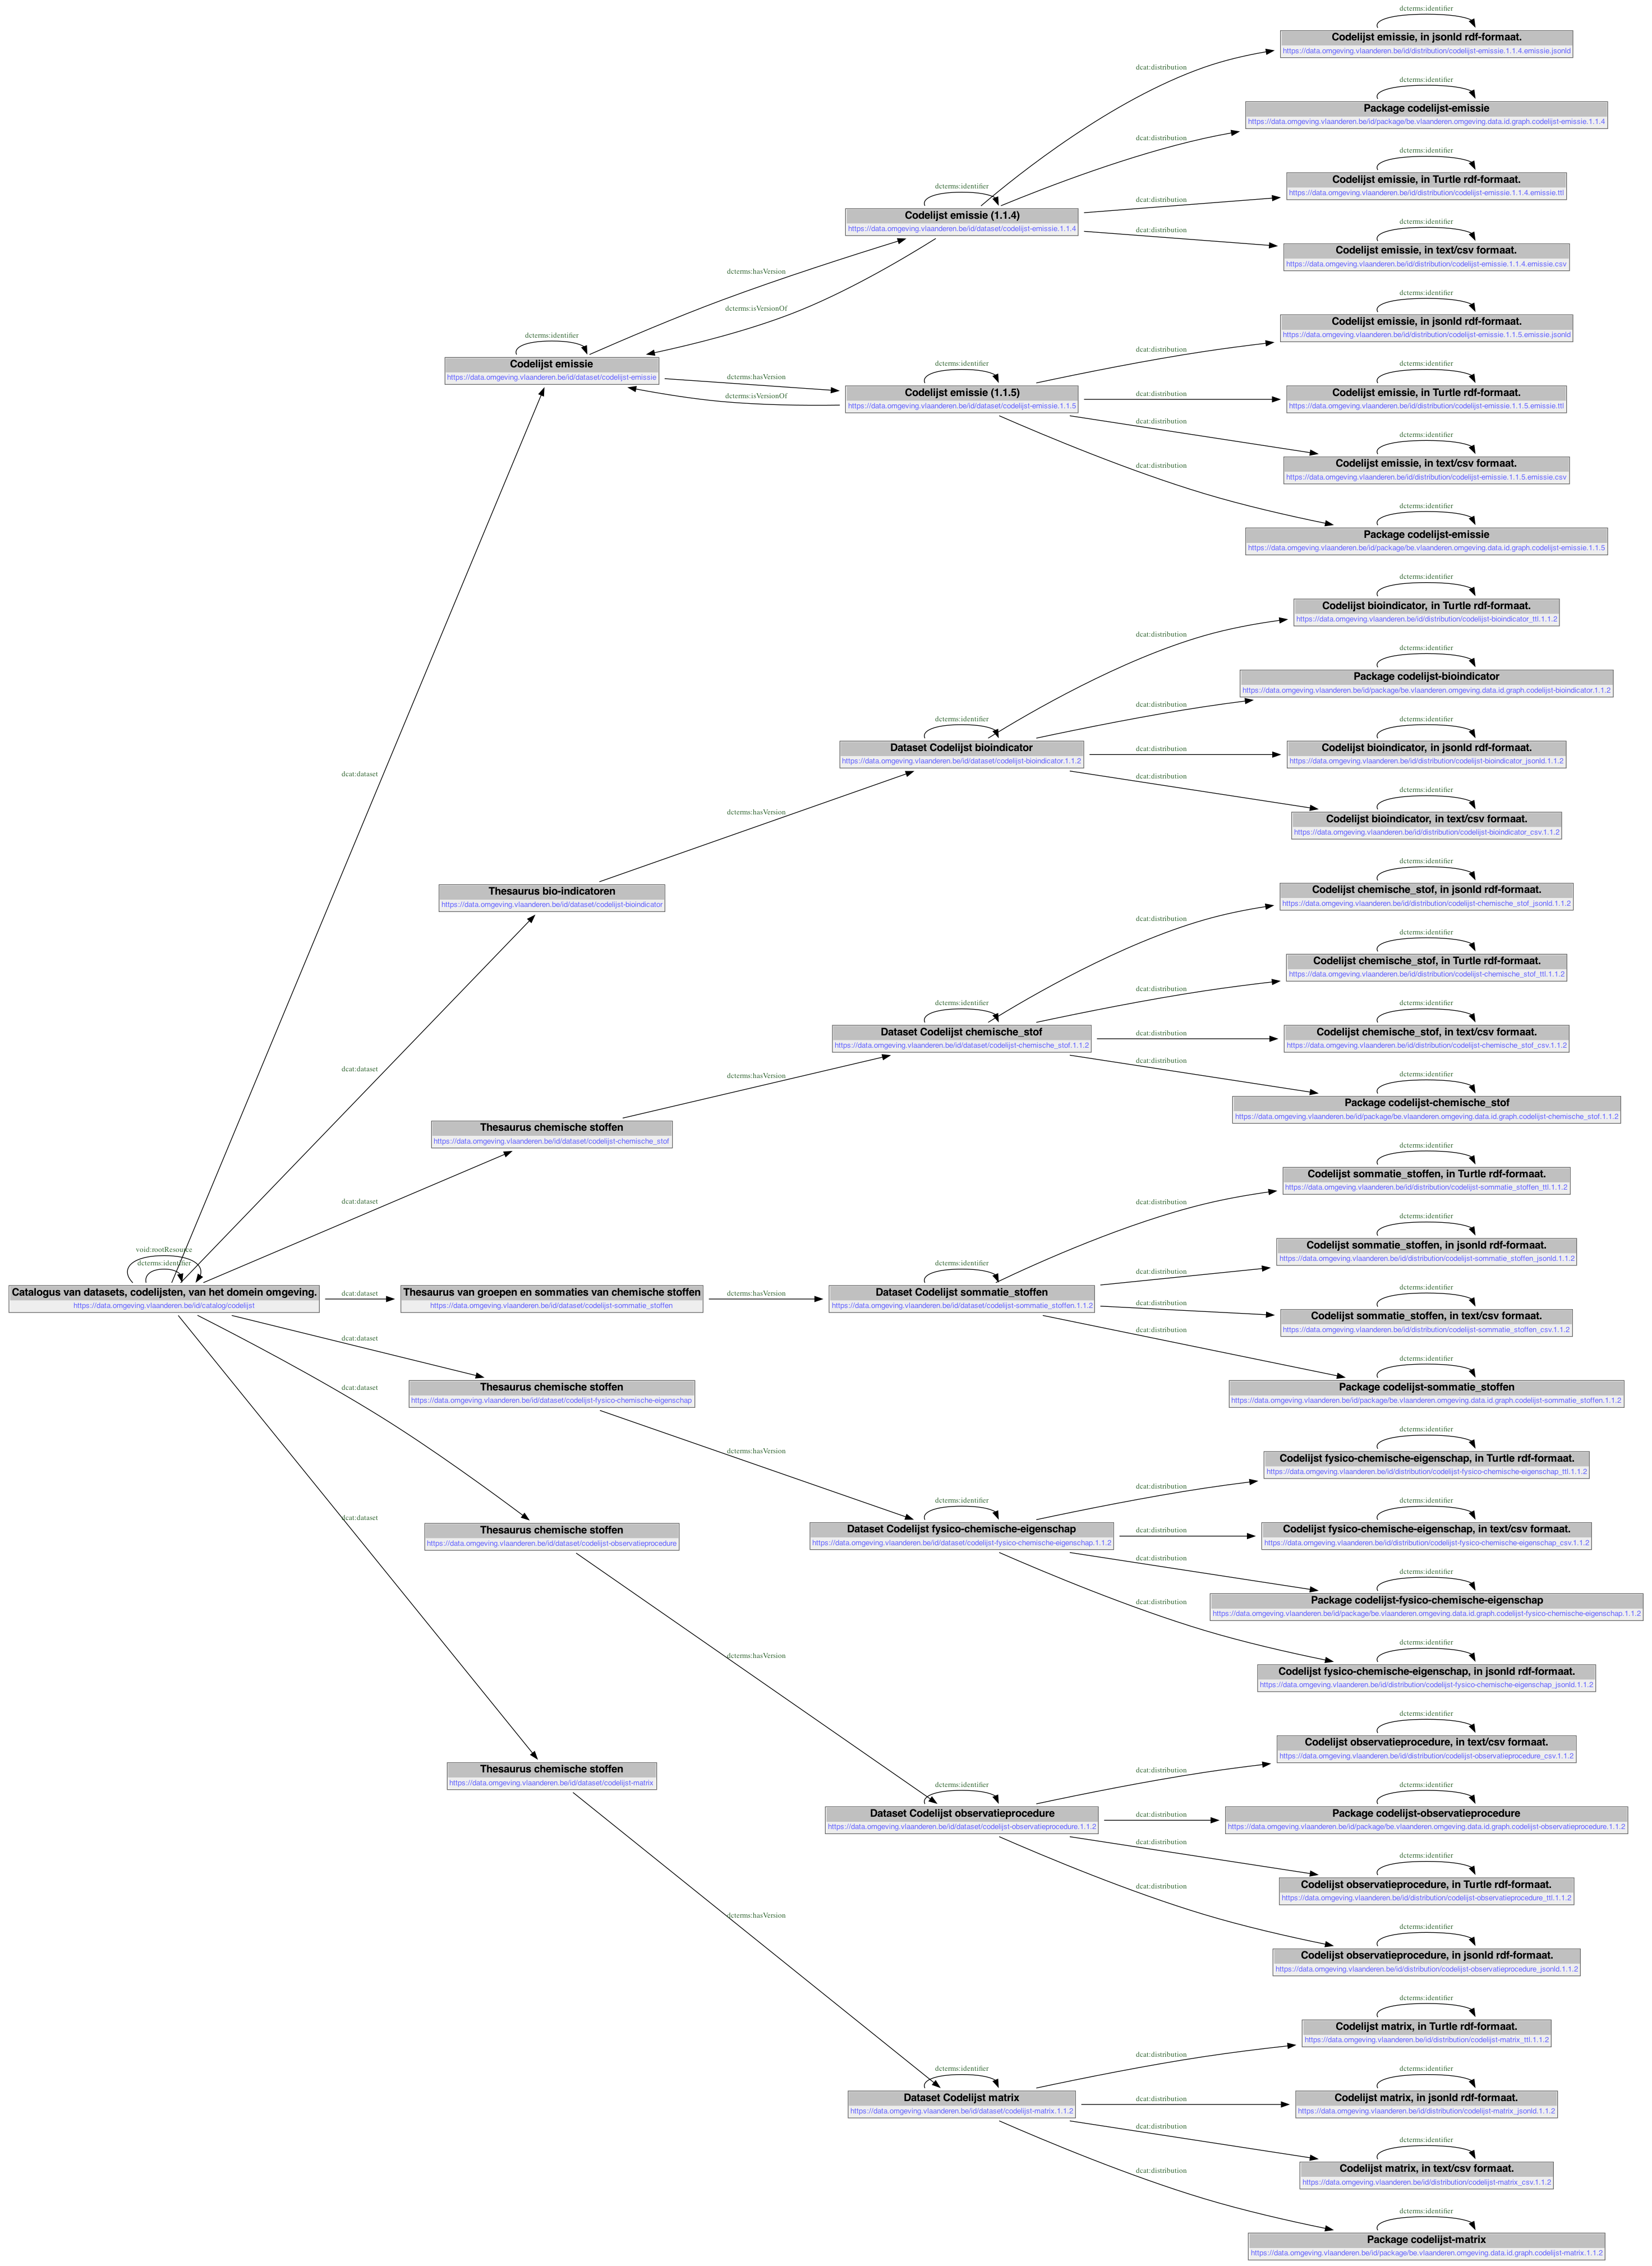 dcterms:identifier
Codelijst emissie, in jsonld rdf-formaat.
https://data.omgeving.vlaanderen.be/id/distribution/codelijst-emissie.1.1.4.emissie.jsonld
dcat:distribution
dcterms:identifier
Package codelijst-emissie
https://data.omgeving.vlaanderen.be/id/package/be.vlaanderen.omgeving.data.id.graph.codelijst-emissie.1.1.4
dcat:distribution
dcterms:identifier
Codelijst emissie, in Turtle rdf-formaat.
https://data.omgeving.vlaanderen.be/id/distribution/codelijst-emissie.1.1.4.emissie.ttl
dcat:distribution
dcterms:identifier
Codelijst emissie (1.1.4)
https://data.omgeving.vlaanderen.be/id/dataset/codelijst-emissie.1.1.4
dcat:distribution
dcterms:identifier
Codelijst emissie, in text/csv formaat.
https://data.omgeving.vlaanderen.be/id/distribution/codelijst-emissie.1.1.4.emissie.csv
dcterms:hasVersion
dcterms:isVersionOf
dcterms:identifier
Codelijst emissie, in jsonld rdf-formaat.
https://data.omgeving.vlaanderen.be/id/distribution/codelijst-emissie.1.1.5.emissie.jsonld
dcterms:identifier
Codelijst emissie
https://data.omgeving.vlaanderen.be/id/dataset/codelijst-emissie
dcat:distribution
dcterms:hasVersion
dcterms:isVersionOf
dcterms:identifier
Codelijst emissie (1.1.5)
https://data.omgeving.vlaanderen.be/id/dataset/codelijst-emissie.1.1.5
dcat:distribution
dcterms:identifier
Codelijst emissie, in Turtle rdf-formaat.
https://data.omgeving.vlaanderen.be/id/distribution/codelijst-emissie.1.1.5.emissie.ttl
dcat:distribution
dcterms:identifier
Codelijst emissie, in text/csv formaat.
https://data.omgeving.vlaanderen.be/id/distribution/codelijst-emissie.1.1.5.emissie.csv
dcat:distribution
dcterms:identifier
Package codelijst-emissie
https://data.omgeving.vlaanderen.be/id/package/be.vlaanderen.omgeving.data.id.graph.codelijst-emissie.1.1.5
dcterms:identifier
Codelijst bioindicator, in Turtle rdf-formaat.
https://data.omgeving.vlaanderen.be/id/distribution/codelijst-bioindicator_ttl.1.1.2
dcat:distribution
dcterms:identifier
Package codelijst-bioindicator
https://data.omgeving.vlaanderen.be/id/package/be.vlaanderen.omgeving.data.id.graph.codelijst-bioindicator.1.1.2
dcat:distribution
dcterms:identifier
Dataset Codelijst bioindicator
https://data.omgeving.vlaanderen.be/id/dataset/codelijst-bioindicator.1.1.2
dcat:distribution
dcterms:identifier
Codelijst bioindicator, in jsonld rdf-formaat.
https://data.omgeving.vlaanderen.be/id/distribution/codelijst-bioindicator_jsonld.1.1.2
dcat:dataset
dcat:distribution
dcterms:identifier
Codelijst bioindicator, in text/csv formaat.
https://data.omgeving.vlaanderen.be/id/distribution/codelijst-bioindicator_csv.1.1.2
dcterms:hasVersion
Thesaurus bio-indicatoren
https://data.omgeving.vlaanderen.be/id/dataset/codelijst-bioindicator
dcterms:identifier
Codelijst chemische_stof, in jsonld rdf-formaat.
https://data.omgeving.vlaanderen.be/id/distribution/codelijst-chemische_stof_jsonld.1.1.2
dcat:distribution
dcterms:identifier
Codelijst chemische_stof, in Turtle rdf-formaat.
https://data.omgeving.vlaanderen.be/id/distribution/codelijst-chemische_stof_ttl.1.1.2
dcat:distribution
dcterms:identifier
Dataset Codelijst chemische_stof
https://data.omgeving.vlaanderen.be/id/dataset/codelijst-chemische_stof.1.1.2
dcat:distribution
dcterms:identifier
Codelijst chemische_stof, in text/csv formaat.
https://data.omgeving.vlaanderen.be/id/distribution/codelijst-chemische_stof_csv.1.1.2
dcat:dataset
dcterms:hasVersion
dcat:distribution
dcterms:identifier
Package codelijst-chemische_stof
https://data.omgeving.vlaanderen.be/id/package/be.vlaanderen.omgeving.data.id.graph.codelijst-chemische_stof.1.1.2
Thesaurus chemische stoffen
https://data.omgeving.vlaanderen.be/id/dataset/codelijst-chemische_stof
dcterms:identifier
Codelijst sommatie_stoffen, in Turtle rdf-formaat.
https://data.omgeving.vlaanderen.be/id/distribution/codelijst-sommatie_stoffen_ttl.1.1.2
dcat:dataset
dcat:distribution
dcterms:identifier
Codelijst sommatie_stoffen, in jsonld rdf-formaat.
https://data.omgeving.vlaanderen.be/id/distribution/codelijst-sommatie_stoffen_jsonld.1.1.2
void:rootResource
dcterms:identifier
Catalogus van datasets, codelijsten, van het domein omgeving.
https://data.omgeving.vlaanderen.be/id/catalog/codelijst
dcat:dataset
Thesaurus van groepen en sommaties van chemische stoffen
https://data.omgeving.vlaanderen.be/id/dataset/codelijst-sommatie_stoffen
dcterms:hasVersion
dcterms:identifier
Dataset Codelijst sommatie_stoffen
https://data.omgeving.vlaanderen.be/id/dataset/codelijst-sommatie_stoffen.1.1.2
dcat:distribution
dcat:distribution
dcterms:identifier
Codelijst sommatie_stoffen, in text/csv formaat.
https://data.omgeving.vlaanderen.be/id/distribution/codelijst-sommatie_stoffen_csv.1.1.2
dcat:distribution
dcterms:identifier
Package codelijst-sommatie_stoffen
https://data.omgeving.vlaanderen.be/id/package/be.vlaanderen.omgeving.data.id.graph.codelijst-sommatie_stoffen.1.1.2
dcat:dataset
Thesaurus chemische stoffen
https://data.omgeving.vlaanderen.be/id/dataset/codelijst-fysico-chemische-eigenschap
dcat:dataset
dcterms:hasVersion
dcterms:identifier
Codelijst fysico-chemische-eigenschap, in Turtle rdf-formaat.
https://data.omgeving.vlaanderen.be/id/distribution/codelijst-fysico-chemische-eigenschap_ttl.1.1.2
dcat:distribution
dcterms:identifier
Dataset Codelijst fysico-chemische-eigenschap
https://data.omgeving.vlaanderen.be/id/dataset/codelijst-fysico-chemische-eigenschap.1.1.2
dcat:distribution
dcterms:identifier
Codelijst fysico-chemische-eigenschap, in text/csv formaat.
https://data.omgeving.vlaanderen.be/id/distribution/codelijst-fysico-chemische-eigenschap_csv.1.1.2
dcat:dataset
Thesaurus chemische stoffen
https://data.omgeving.vlaanderen.be/id/dataset/codelijst-observatieprocedure
dcat:distribution
dcterms:identifier
Package codelijst-fysico-chemische-eigenschap
https://data.omgeving.vlaanderen.be/id/package/be.vlaanderen.omgeving.data.id.graph.codelijst-fysico-chemische-eigenschap.1.1.2
dcat:distribution
dcterms:identifier
Codelijst fysico-chemische-eigenschap, in jsonld rdf-formaat.
https://data.omgeving.vlaanderen.be/id/distribution/codelijst-fysico-chemische-eigenschap_jsonld.1.1.2
dcterms:hasVersion
dcterms:identifier
Codelijst observatieprocedure, in text/csv formaat.
https://data.omgeving.vlaanderen.be/id/distribution/codelijst-observatieprocedure_csv.1.1.2
Thesaurus chemische stoffen
https://data.omgeving.vlaanderen.be/id/dataset/codelijst-matrix
dcat:distribution
dcterms:identifier
Dataset Codelijst observatieprocedure
https://data.omgeving.vlaanderen.be/id/dataset/codelijst-observatieprocedure.1.1.2
dcat:distribution
dcterms:identifier
Package codelijst-observatieprocedure
https://data.omgeving.vlaanderen.be/id/package/be.vlaanderen.omgeving.data.id.graph.codelijst-observatieprocedure.1.1.2
dcat:distribution
dcterms:identifier
Codelijst observatieprocedure, in Turtle rdf-formaat.
https://data.omgeving.vlaanderen.be/id/distribution/codelijst-observatieprocedure_ttl.1.1.2
dcat:distribution
dcterms:identifier
Codelijst observatieprocedure, in jsonld rdf-formaat.
https://data.omgeving.vlaanderen.be/id/distribution/codelijst-observatieprocedure_jsonld.1.1.2
dcterms:hasVersion
dcterms:identifier
Codelijst matrix, in Turtle rdf-formaat.
https://data.omgeving.vlaanderen.be/id/distribution/codelijst-matrix_ttl.1.1.2
dcat:distribution
dcterms:identifier
Dataset Codelijst matrix
https://data.omgeving.vlaanderen.be/id/dataset/codelijst-matrix.1.1.2
dcat:distribution
dcterms:identifier
Codelijst matrix, in jsonld rdf-formaat.
https://data.omgeving.vlaanderen.be/id/distribution/codelijst-matrix_jsonld.1.1.2
dcat:distribution
dcterms:identifier
Codelijst matrix, in text/csv formaat.
https://data.omgeving.vlaanderen.be/id/distribution/codelijst-matrix_csv.1.1.2
dcat:distribution
dcterms:identifier
Package codelijst-matrix
https://data.omgeving.vlaanderen.be/id/package/be.vlaanderen.omgeving.data.id.graph.codelijst-matrix.1.1.2